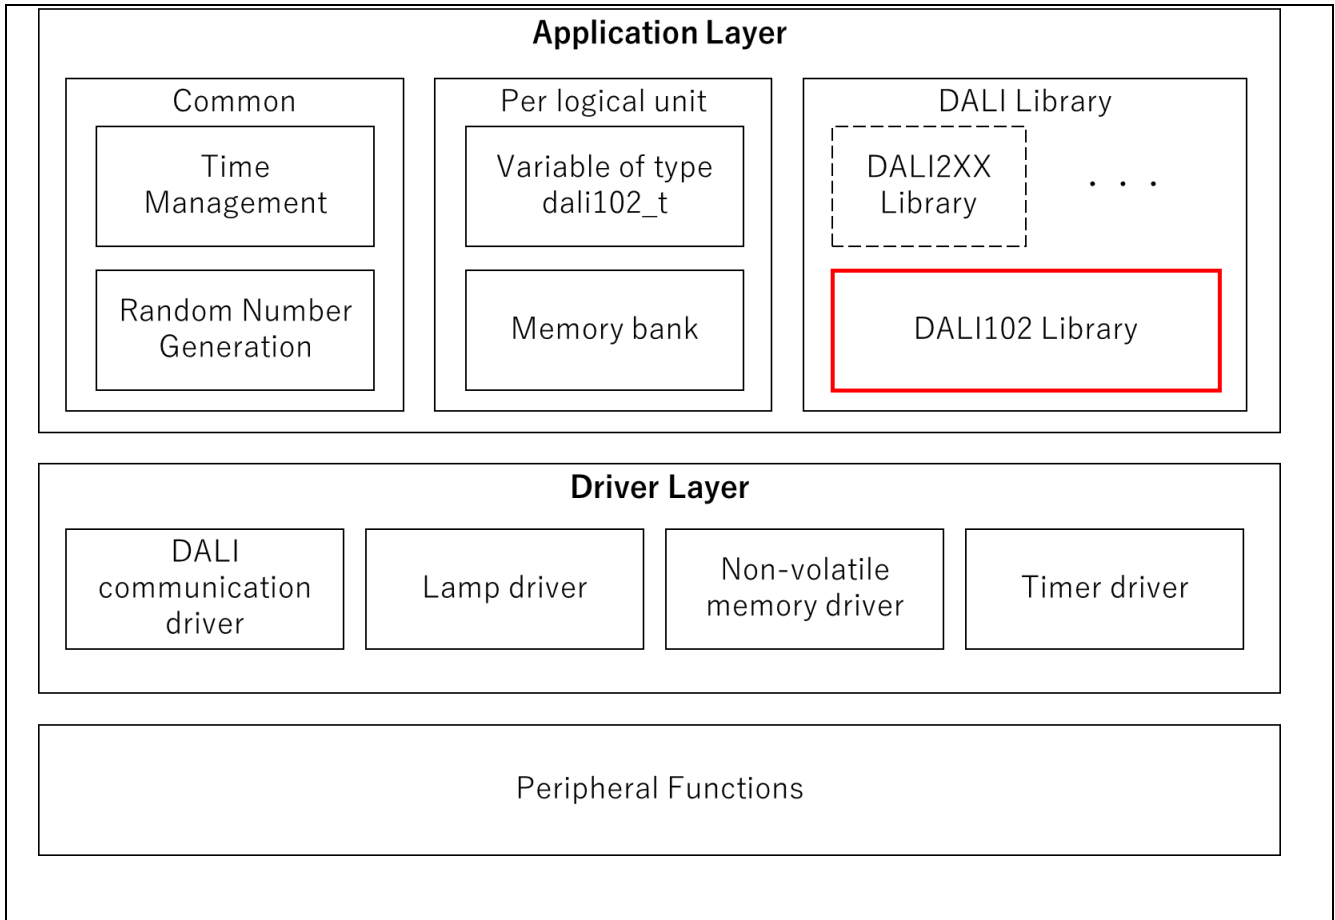 Application Layer
Common
Time
Management
Random Number
Generation
Per logical unit
Variable of type
dali102_t
Memory bank
DALI Library
DALI2XX
Library
· · ·
DALI102 Library
Driver Layer
DALI
communication
driver
Lamp driver
Non-volatile
memory driver
Timer driver
Peripheral Functions